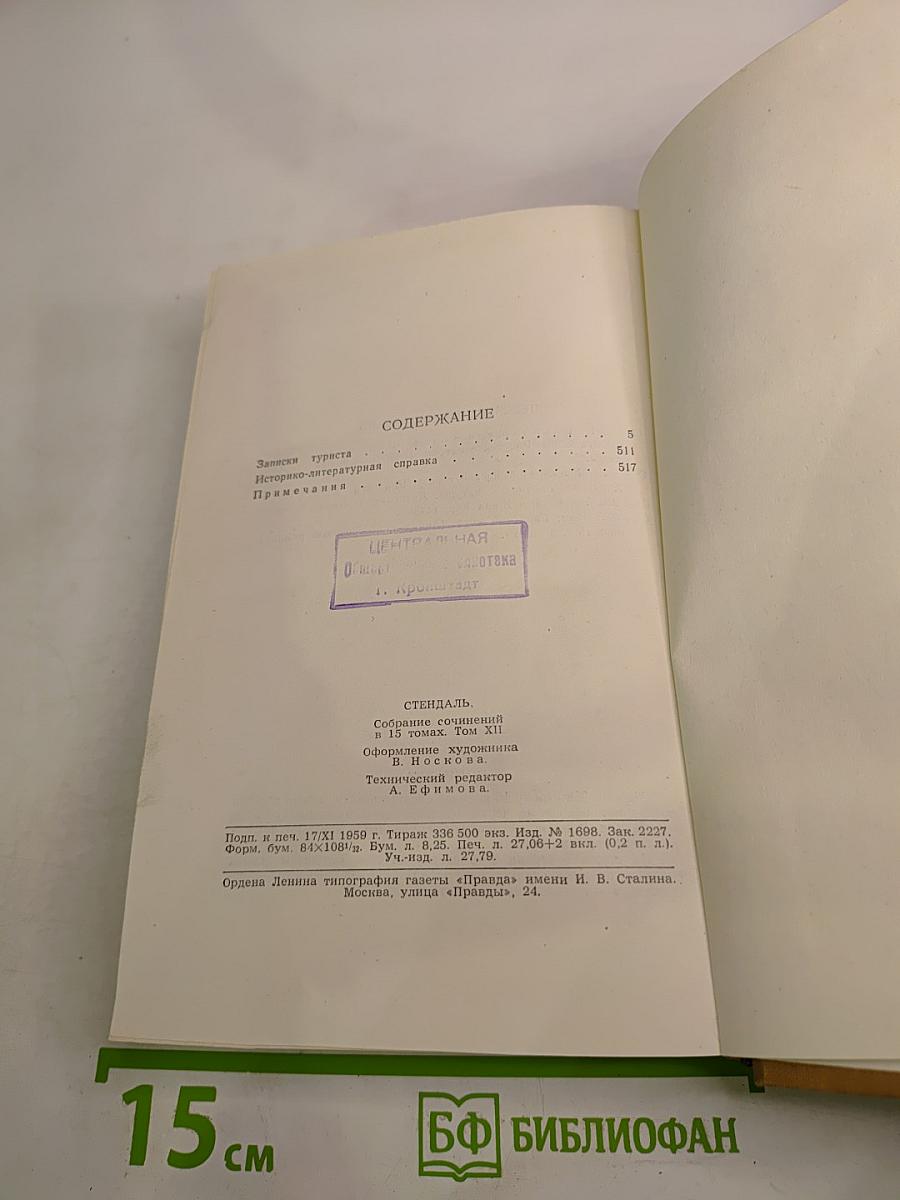 СОДЕРЖАНИЕ
Записки туриста . . . . . . . . . . . . . . . 5
Историко-литературная справка . . . . . . . . . 511
Примечания . . . . . . . . . . . . . . . 517
ЦЕНТРАЛЬНАЯ
г. Кронштадт
СТЕНДАЛЬ.
Собрание сочинений
в 15 томах. Том XII
Оформление художника
В. Носкова.
Технический редактор
А. Ефимова.
Подп. к печ. 17/XI 1959 г. Тираж 336 500 экз. Изд. № 1698. Зак. 2227.
Форм. бум. 84×108¹/₃₂. Бум. л. 8,25. Печ. л. 27,06+2 вкл. (0,2 п. л.).
Уч.-изд. л. 27,79.
Ордена Ленина типография газеты «Правда» имени И. В. Сталина.
Москва, улица «Правды», 24.
15 см
БФ БИБЛИОФАН